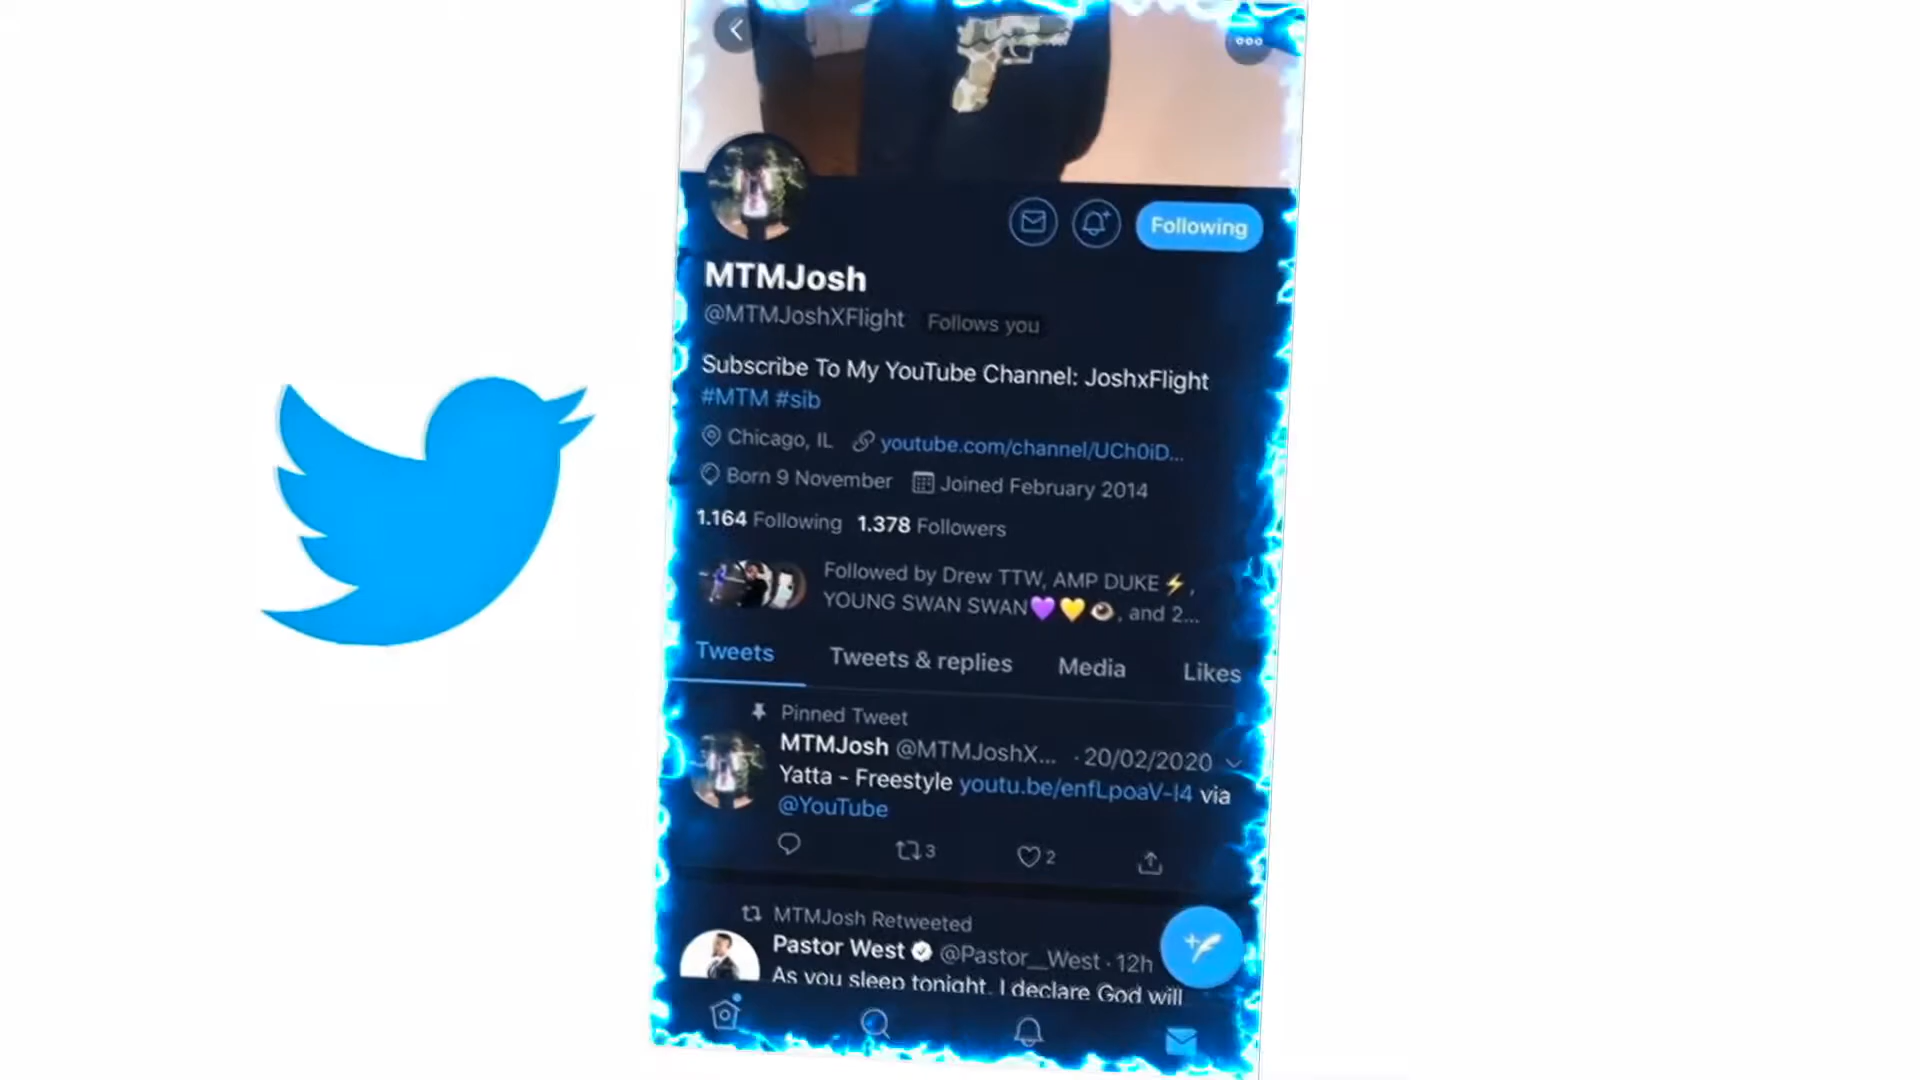 Following
MTMJosh
@MTMJoshXFlight Follows you
Subscribe To My YouTube Channel: JoshxFlight
#MTM #sib
Chicago, IL youtube.com/channel/UCh0iD...
Born 9 November Joined February 2014
1.164 Following 1.378 Followers
Followed by Drew TTW, AMP DUKE⚡,
YOUNG SWAN SWAN💜💛👁, and 2...
Tweets Tweets & replies Media Likes
Pinned Tweet
MTMJosh @MTMJoshX... · 20/02/2020
Yatta - Freestyle youtu.be/enfLpoaV-I4 via
@YouTube
3 2
MTMJosh Retweeted
Pastor West @Pastor__West · 12h
As you sleep tonight, I declare God will